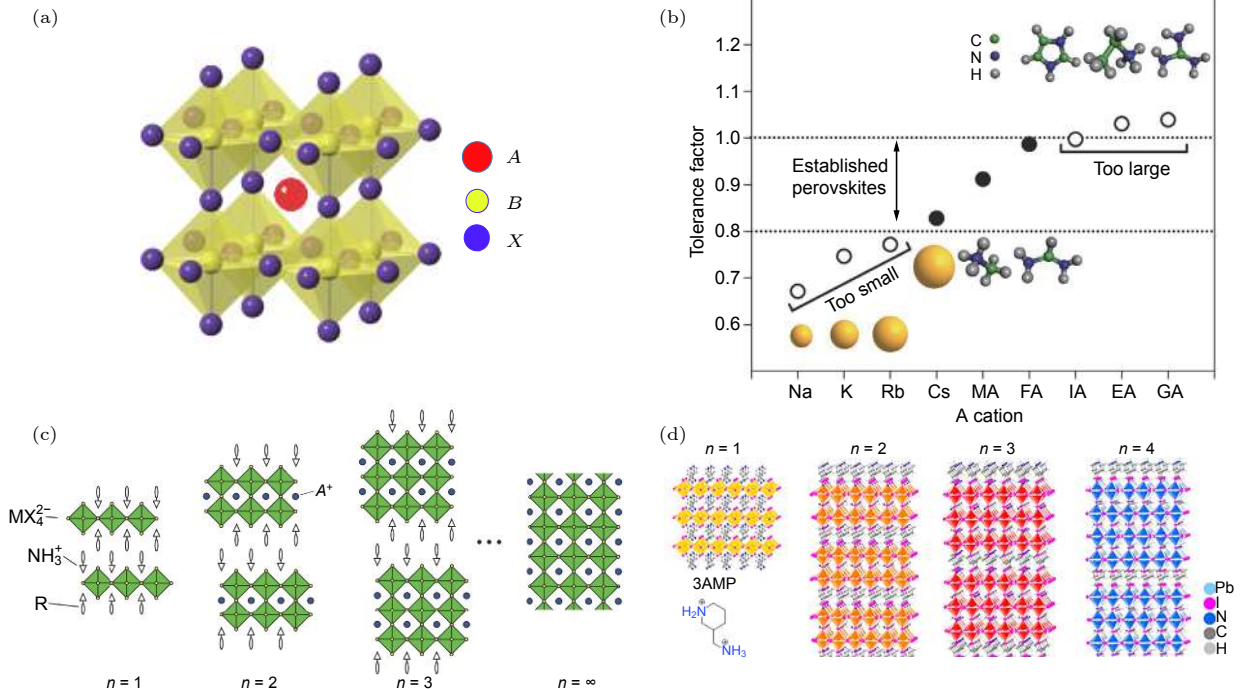 (a)
A
B
X
(b)
Tolerance factor
1.2
1.1
1.0
0.9
0.8
0.7
0.6
C
N
H
Established
perovskites
Too large
Too small
Na K Rb Cs MA FA IA EA GA
A cation
(c)
MX₄²⁻
NH₃⁺
R
A⁺
...
n = 1 n = 2 n = 3 n = ∞
(d)
n = 1 n = 2 n = 3 n = 4
3AMP
H₂N
⊕
⊕
NH₃
Pb
I
N
C
H